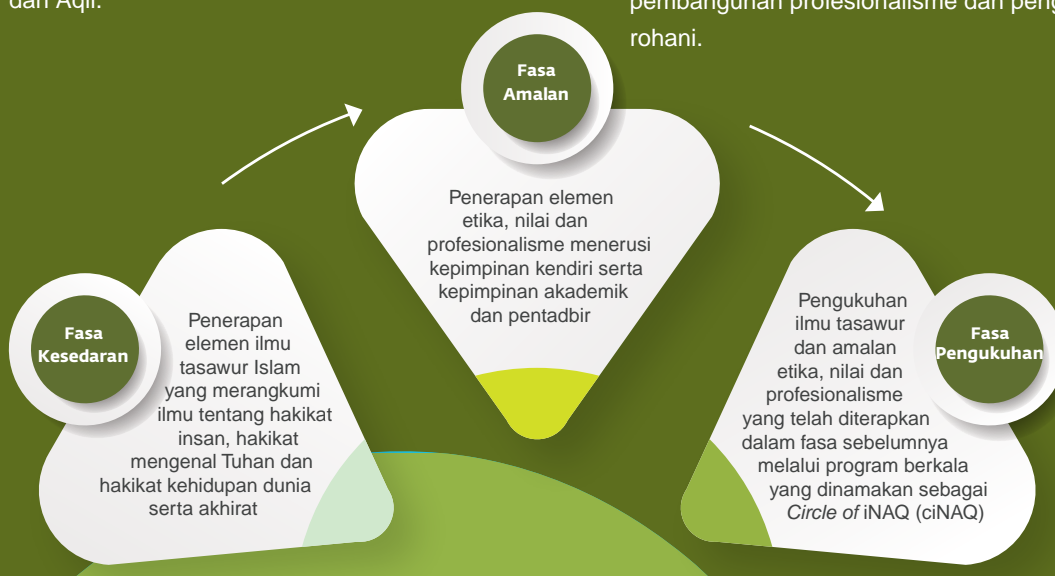 dan Aqli.
pembangunan profesionalisme dan
rohani.
Fasa
Amalan
Penerapan elemen
etika, nilai dan
profesionalisme menerusi
kepimpinan kendiri serta
kepimpinan akademik
dan pentadbir
Fasa
Kesedaran
Penerapan
elemen ilmu
tasawur Islam
yang merangkumi
ilmu tentang hakikat
insan, hakikat
mengenal Tuhan dan
hakikat kehidupan dunia
serta akhirat
Pengukuhan
ilmu tasawur
dan amalan
etika, nilai dan
profesionalisme
yang telah diterapkan
dalam fasa sebelumnya
melalui program berkala
yang dinamakan sebagai
Circle of iNAQ (ciNAQ)
Fasa
Pengukuhan